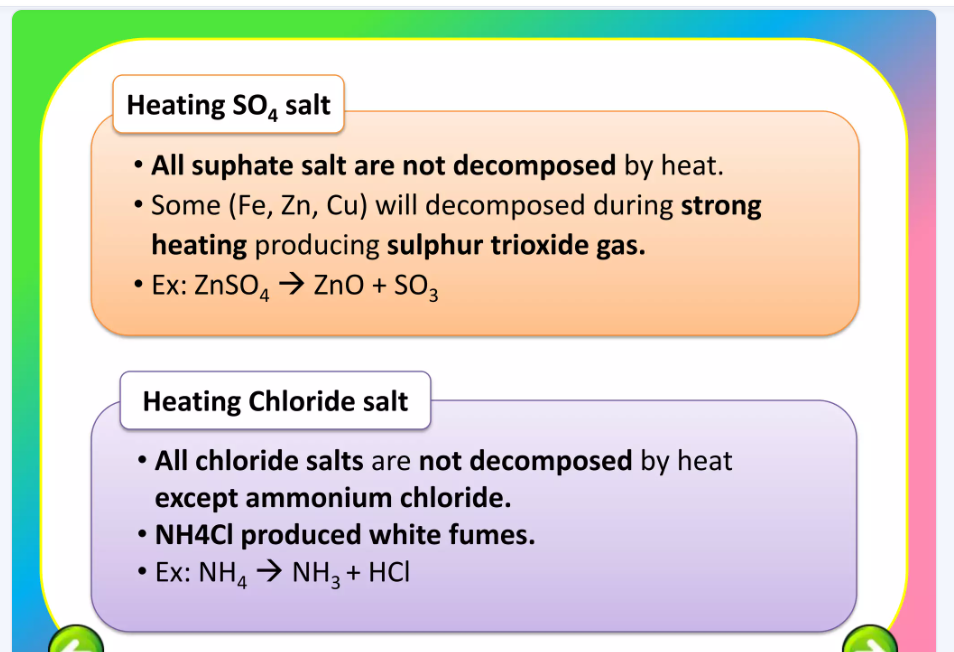 Heating SO₄ salt
• All suphate salt are not decomposed by heat.
• Some (Fe, Zn, Cu) will decomposed during strong
heating producing sulphur trioxide gas.
• Ex: ZnSO₄ → ZnO + SO₃
Heating Chloride salt
• All chloride salts are not decomposed by heat
except ammonium chloride.
• NH4Cl produced white fumes.
• Ex: NH₄ → NH₃ + HCl